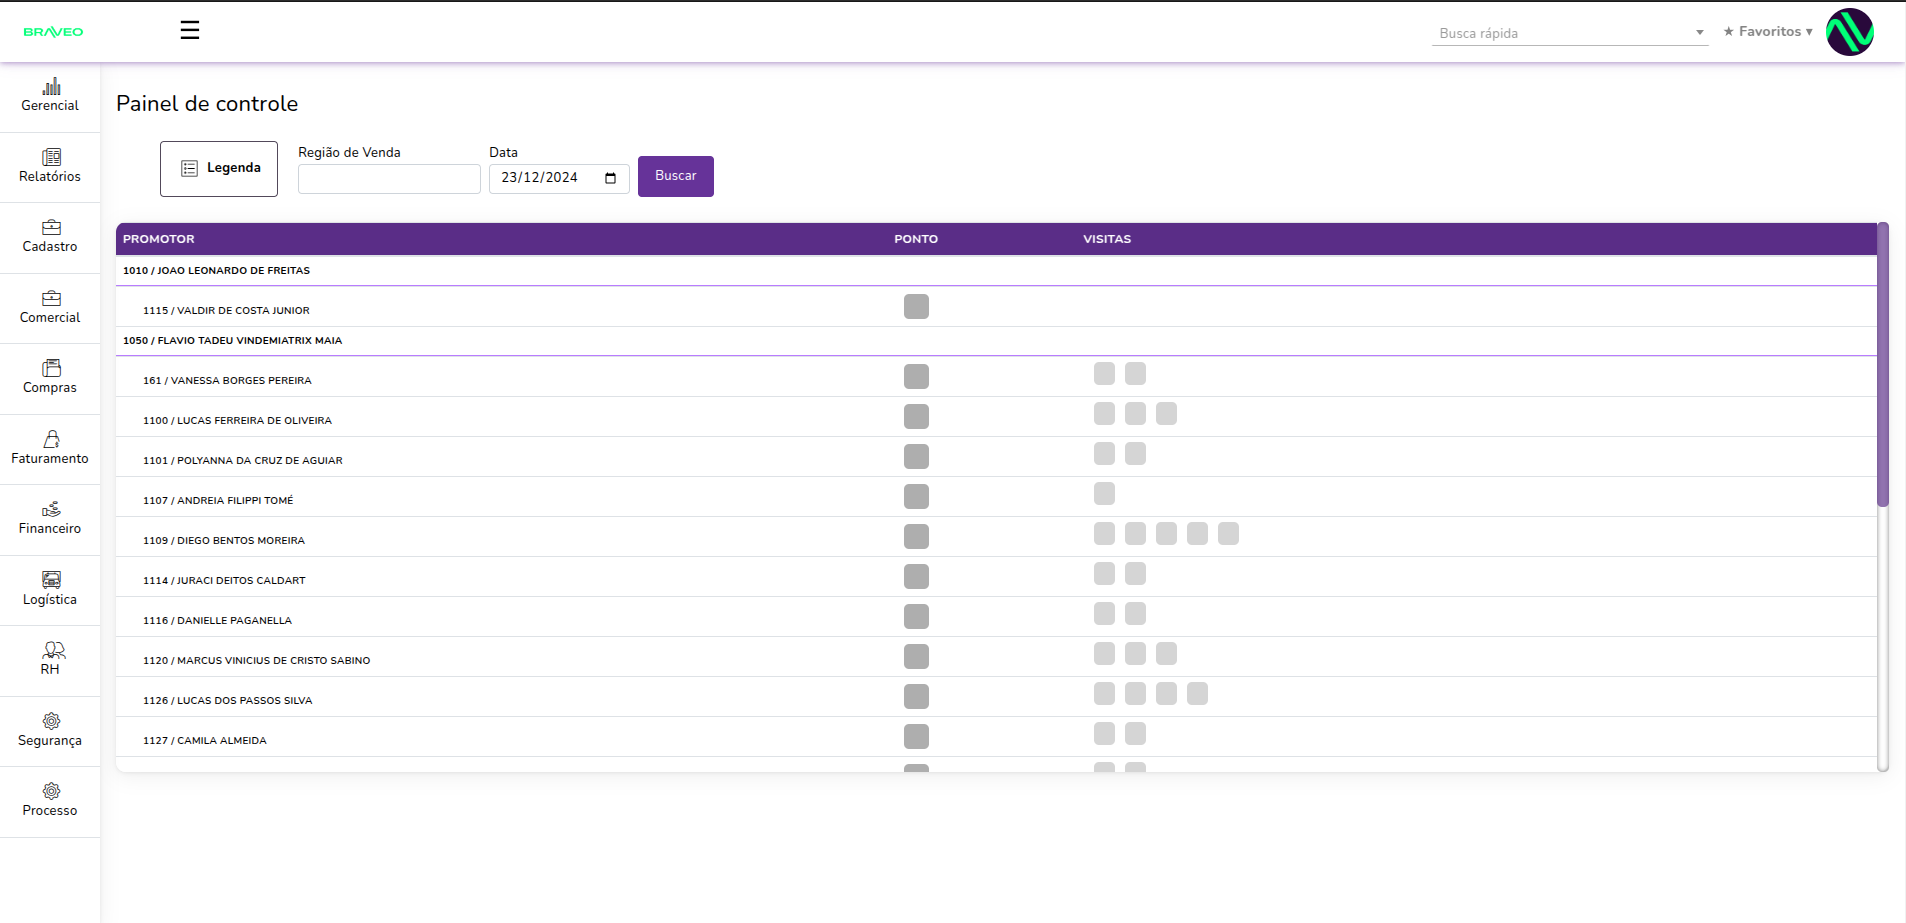 BRAVEO
☰
Busca rápida
★ Favoritos ▾
Gerencial
Relatórios
Cadastro
Comercial
Compras
Faturamento
Financeiro
Logística
RH
Segurança
Processo
Painel de controle
Legenda
Região de Venda
Data
23/12/2024
Buscar
PROMOTOR PONTO VISITAS
1010 / JOAO LEONARDO DE FREITAS
1115 / VALDIR DE COSTA JUNIOR
1050 / FLAVIO TADEU VINDEMIATRIX MAIA
161 / VANESSA BORGES PEREIRA
1100 / LUCAS FERREIRA DE OLIVEIRA
1101 / POLYANNA DA CRUZ DE AGUIAR
1107 / ANDREIA FILIPPI TOMÉ
1109 / DIEGO BENTOS MOREIRA
1114 / JURACI DEITOS CALDART
1116 / DANIELLE PAGANELLA
1120 / MARCUS VINICIUS DE CRISTO SABINO
1126 / LUCAS DOS PASSOS SILVA
1127 / CAMILA ALMEIDA